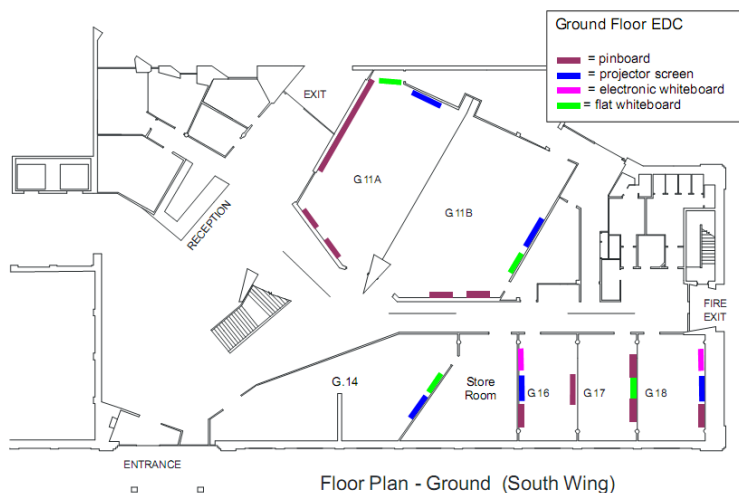 Ground Floor EDC
= pinboard
= projector screen
= electronic whiteboard
= flat whiteboard
EXIT
G.11A
G.11B
RECEPTION
FIRE
EXIT
G.14
Store
Room
G.16
G.17
G.18
ENTRANCE
Floor Plan - Ground (South Wing)